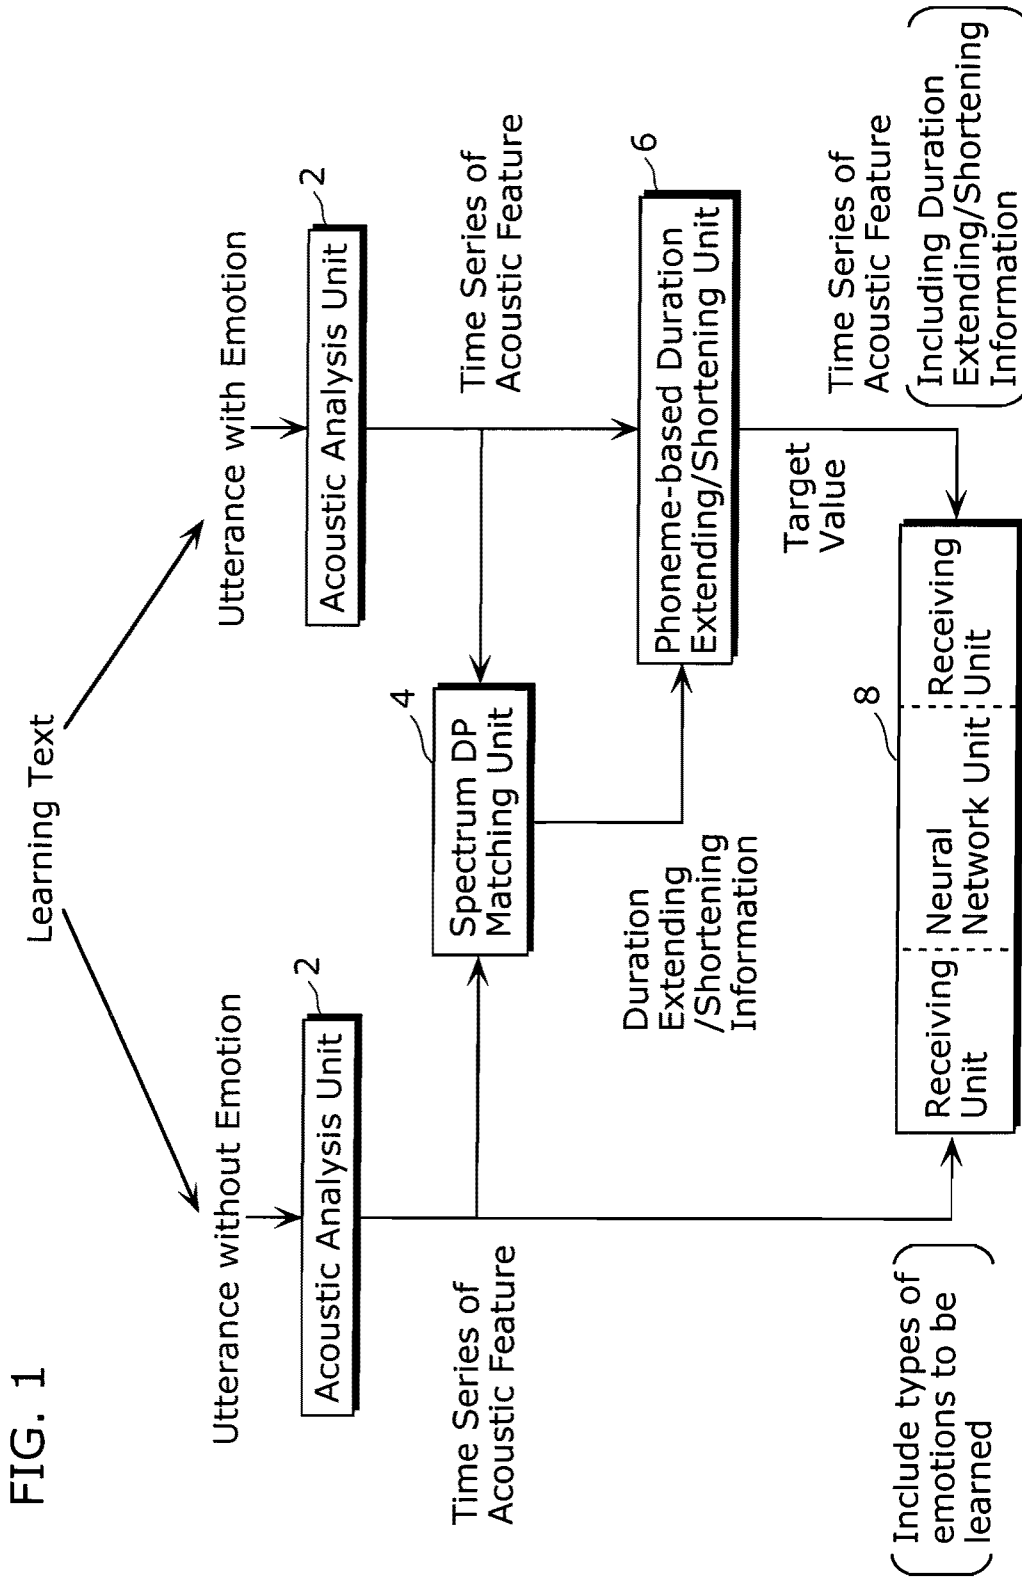 FIG. 1
Learning Text
Utterance without Emotion
Utterance with Emotion
2
Acoustic Analysis Unit
2
Acoustic Analysis Unit
Time Series of
Acoustic Feature
4
Spectrum DP
Matching Unit
Time Series of
Acoustic Feature
Duration
Extending
/Shortening
Information
6
Phoneme-based Duration
Extending/Shortening Unit
Target
Value
Time Series of
Acoustic Feature
Including Duration
Extending/Shortening
Information
Include types of
emotions to be
learned
8
Receiving
Unit
Neural
Network Unit
Receiving
Unit